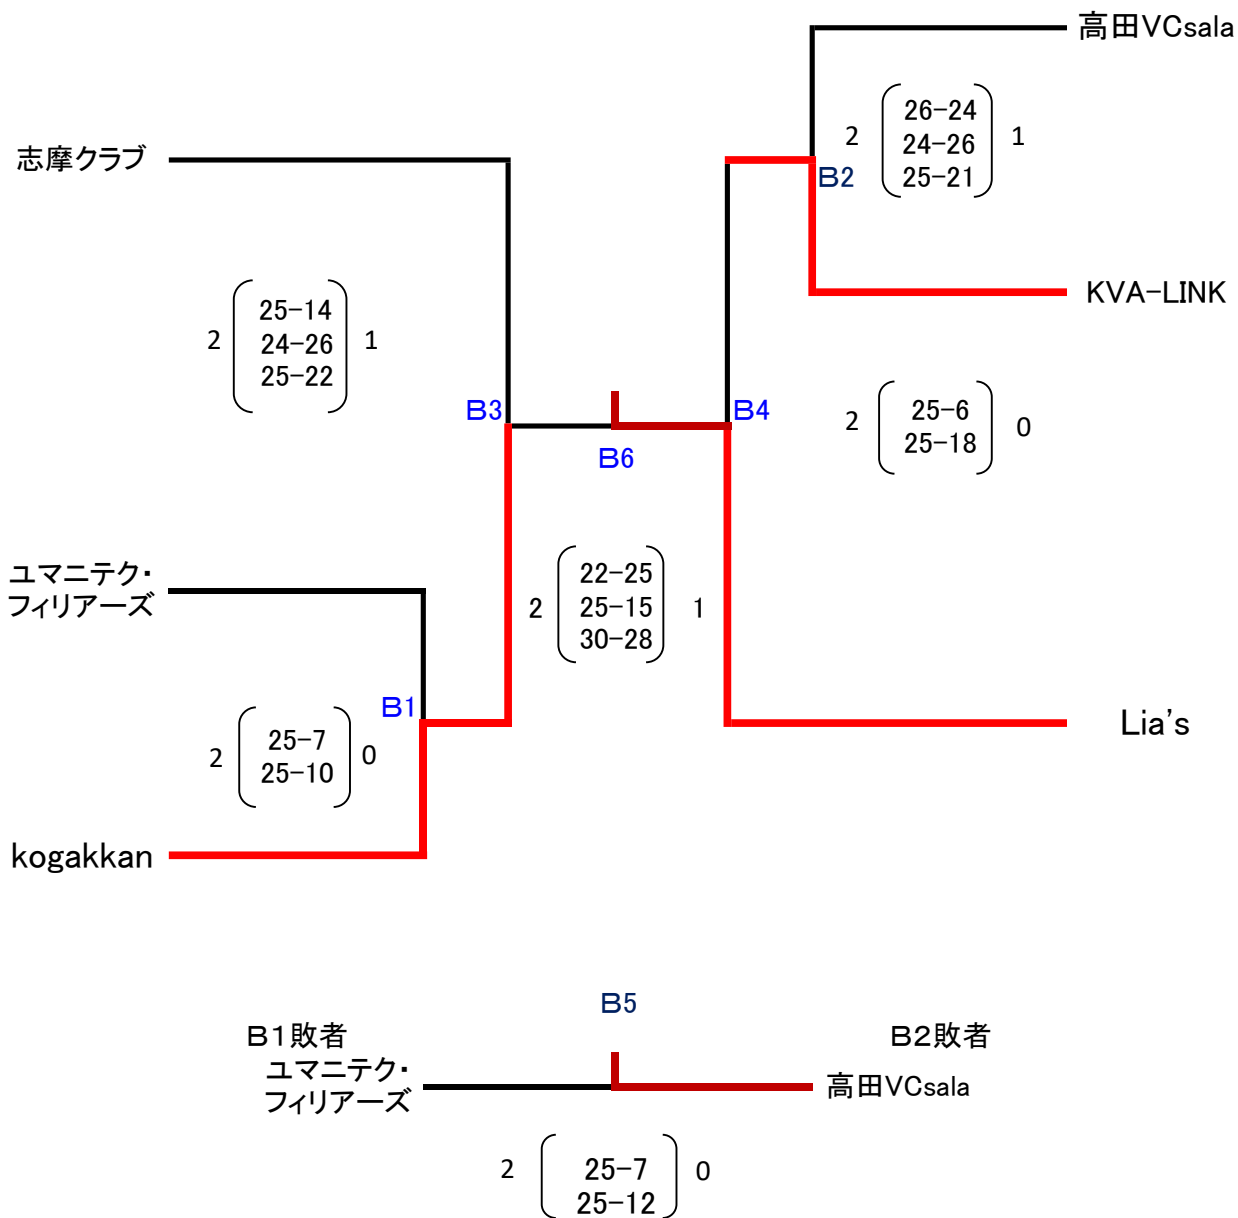 高田VCsala
2 26-24 1
24-26
25-21
志摩クラブ
B2
KVA-LINK
2 25-14 1
24-26
25-22
B3
B4
2 25-6 0
25-18
B6
ユマニテク・
フィリアーズ
2 22-25 1
25-15
30-28
B1
2 25-7 0
25-10
Lia's
kogakkan
B5
B1敗者
B2敗者
ユマニテク・
フィリアーズ
高田VCsala
2 25-7 0
25-12